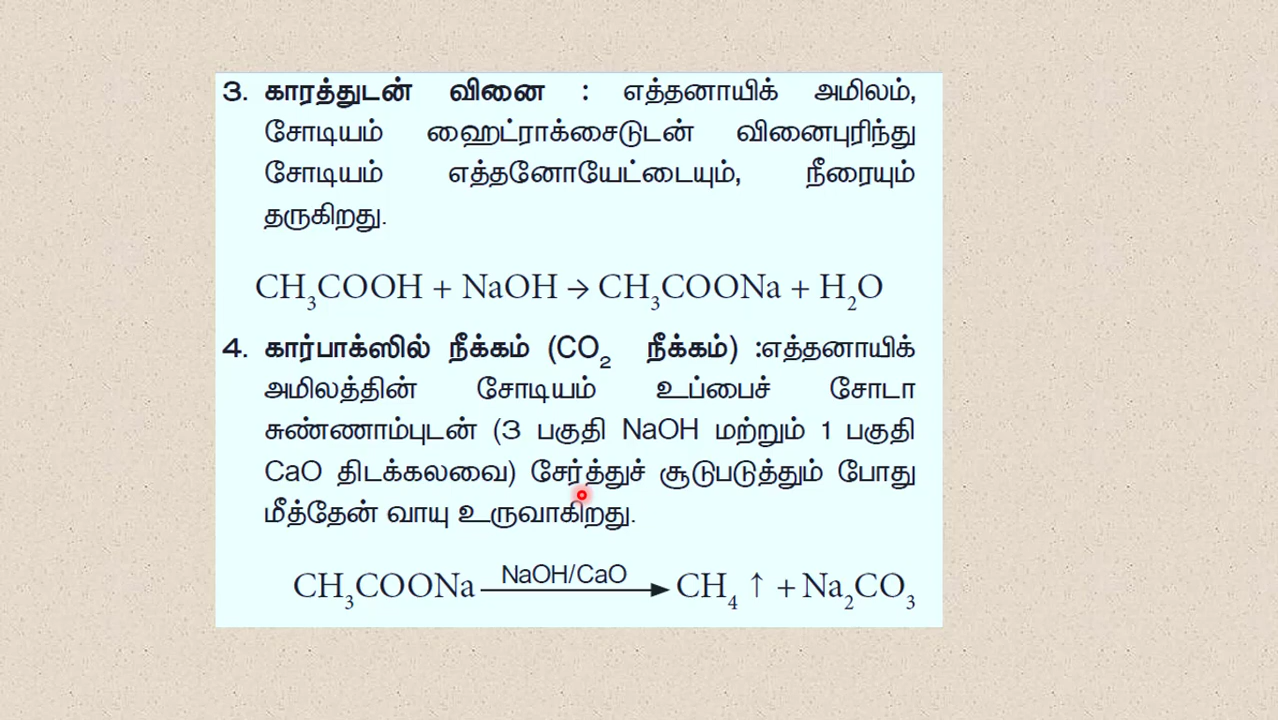 3. காரத்துடன் வினை : எத்தனாயிக் அமிலம்,
சோடியம் ஹைட்ராக்சைடுடன் வினைபுரிந்து
சோடியம் எத்தனோயேட்டையும், நீரையும்
தருகிறது.
CH₃COOH + NaOH → CH₃COONa + H₂O
4. கார்பாக்ஸில் நீக்கம் (CO₂ நீக்கம்) :எத்தனாயிக்
அமிலத்தின் சோடியம் உப்பைச் சோடா
சுண்ணாம்புடன் (3 பகுதி NaOH மற்றும் 1 பகுதி
CaO திடக்கலவை) சேர்த்துச் சூடுபடுத்தும் போது
மீத்தேன் வாயு உருவாகிறது.
NaOH/CaO
CH₃COONa ⟶ CH₄ ↑ + Na₂CO₃